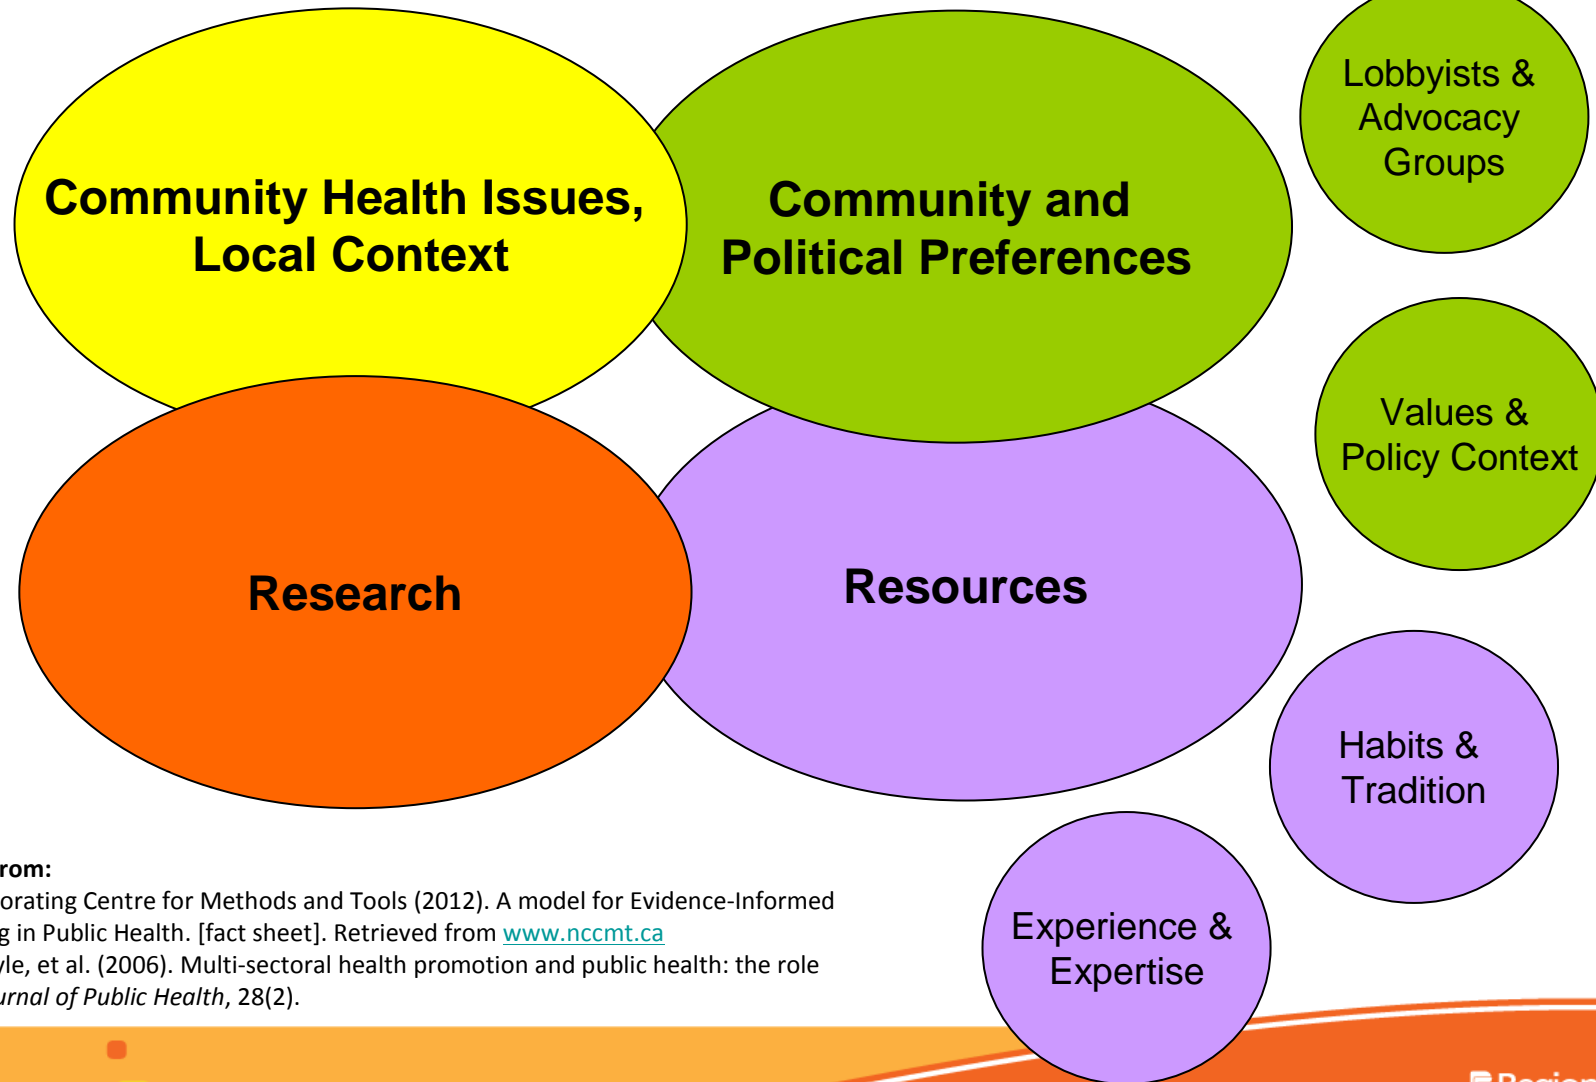 Community Health Issues,
Local Context
Community and
Political Preferences
Lobbyists &
Advocacy
Groups
Values &
Policy Context
Research
Resources
Habits &
Tradition
Experience &
Expertise
rom:
orating Centre for Methods and Tools (2012). A model for Evidence-Informed
g in Public Health. [fact sheet]. Retrieved from www.nccmt.ca
yle, et al. (2006). Multi-sectoral health promotion and public health: the role
urnal of Public Health, 28(2).